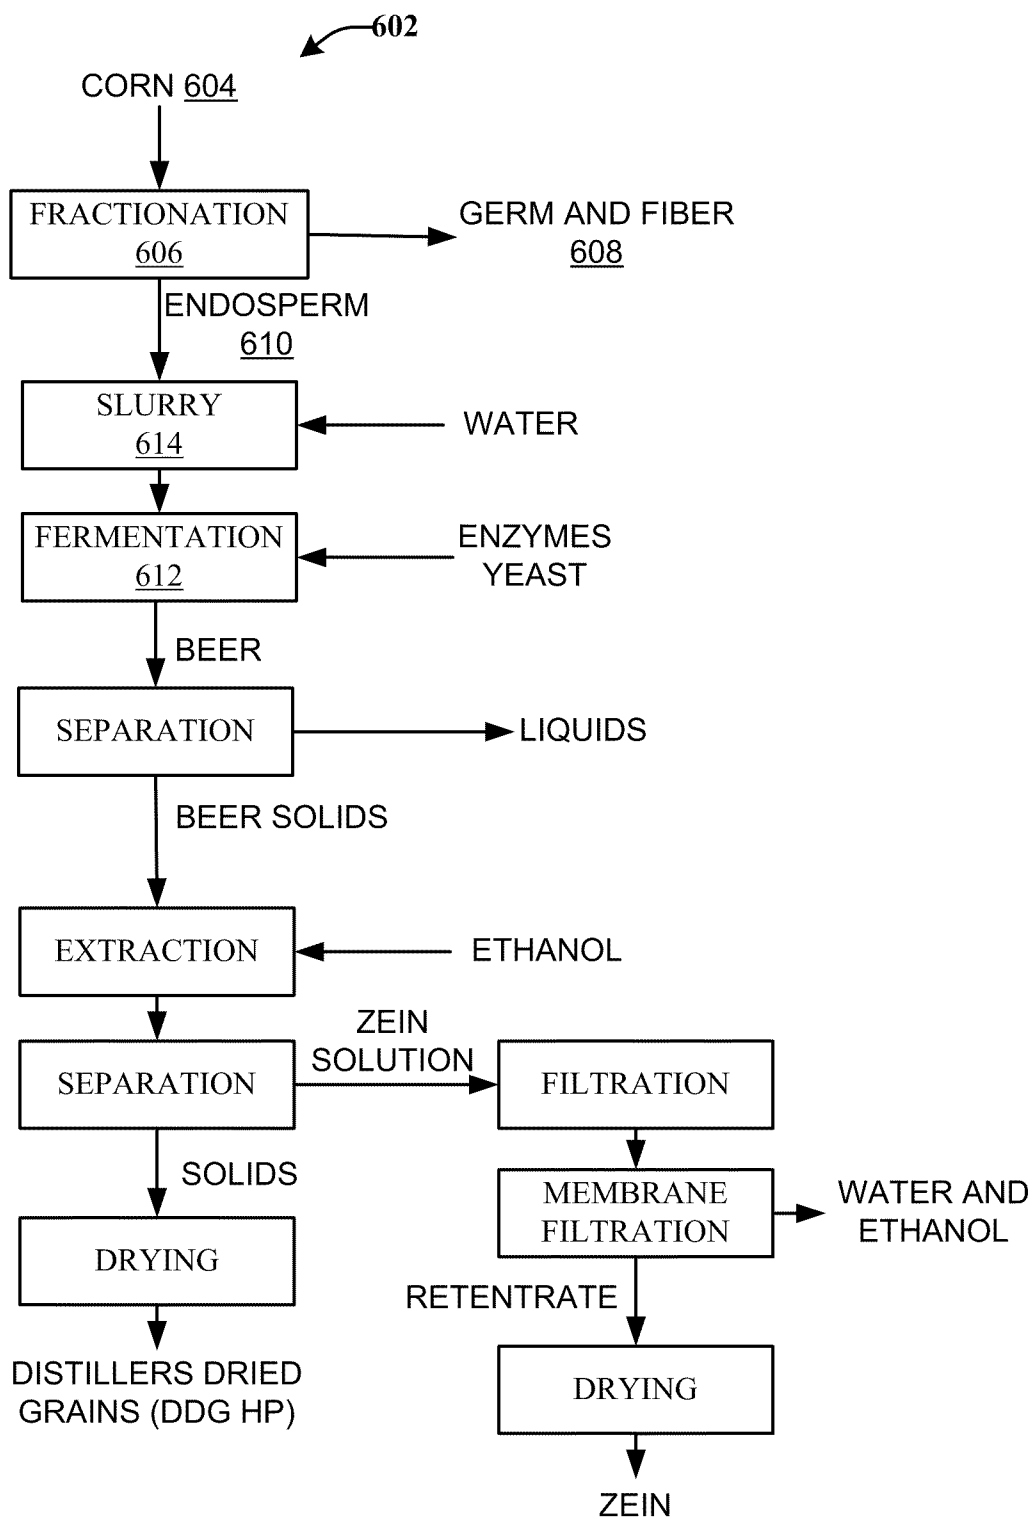 602
CORN 604
FRACTIONATION
606
GERM AND FIBER
608
ENDOSPERM
610
SLURRY
614
WATER
FERMENTATION
612
ENZYMES
YEAST
BEER
SEPARATION
LIQUIDS
BEER SOLIDS
EXTRACTION
ETHANOL
SEPARATION
ZEIN
SOLUTION
FILTRATION
SOLIDS
MEMBRANE
FILTRATION
WATER AND
ETHANOL
DRYING
RETENTRATE
DISTILLERS DRIED
GRAINS (DDG HP)
DRYING
ZEIN